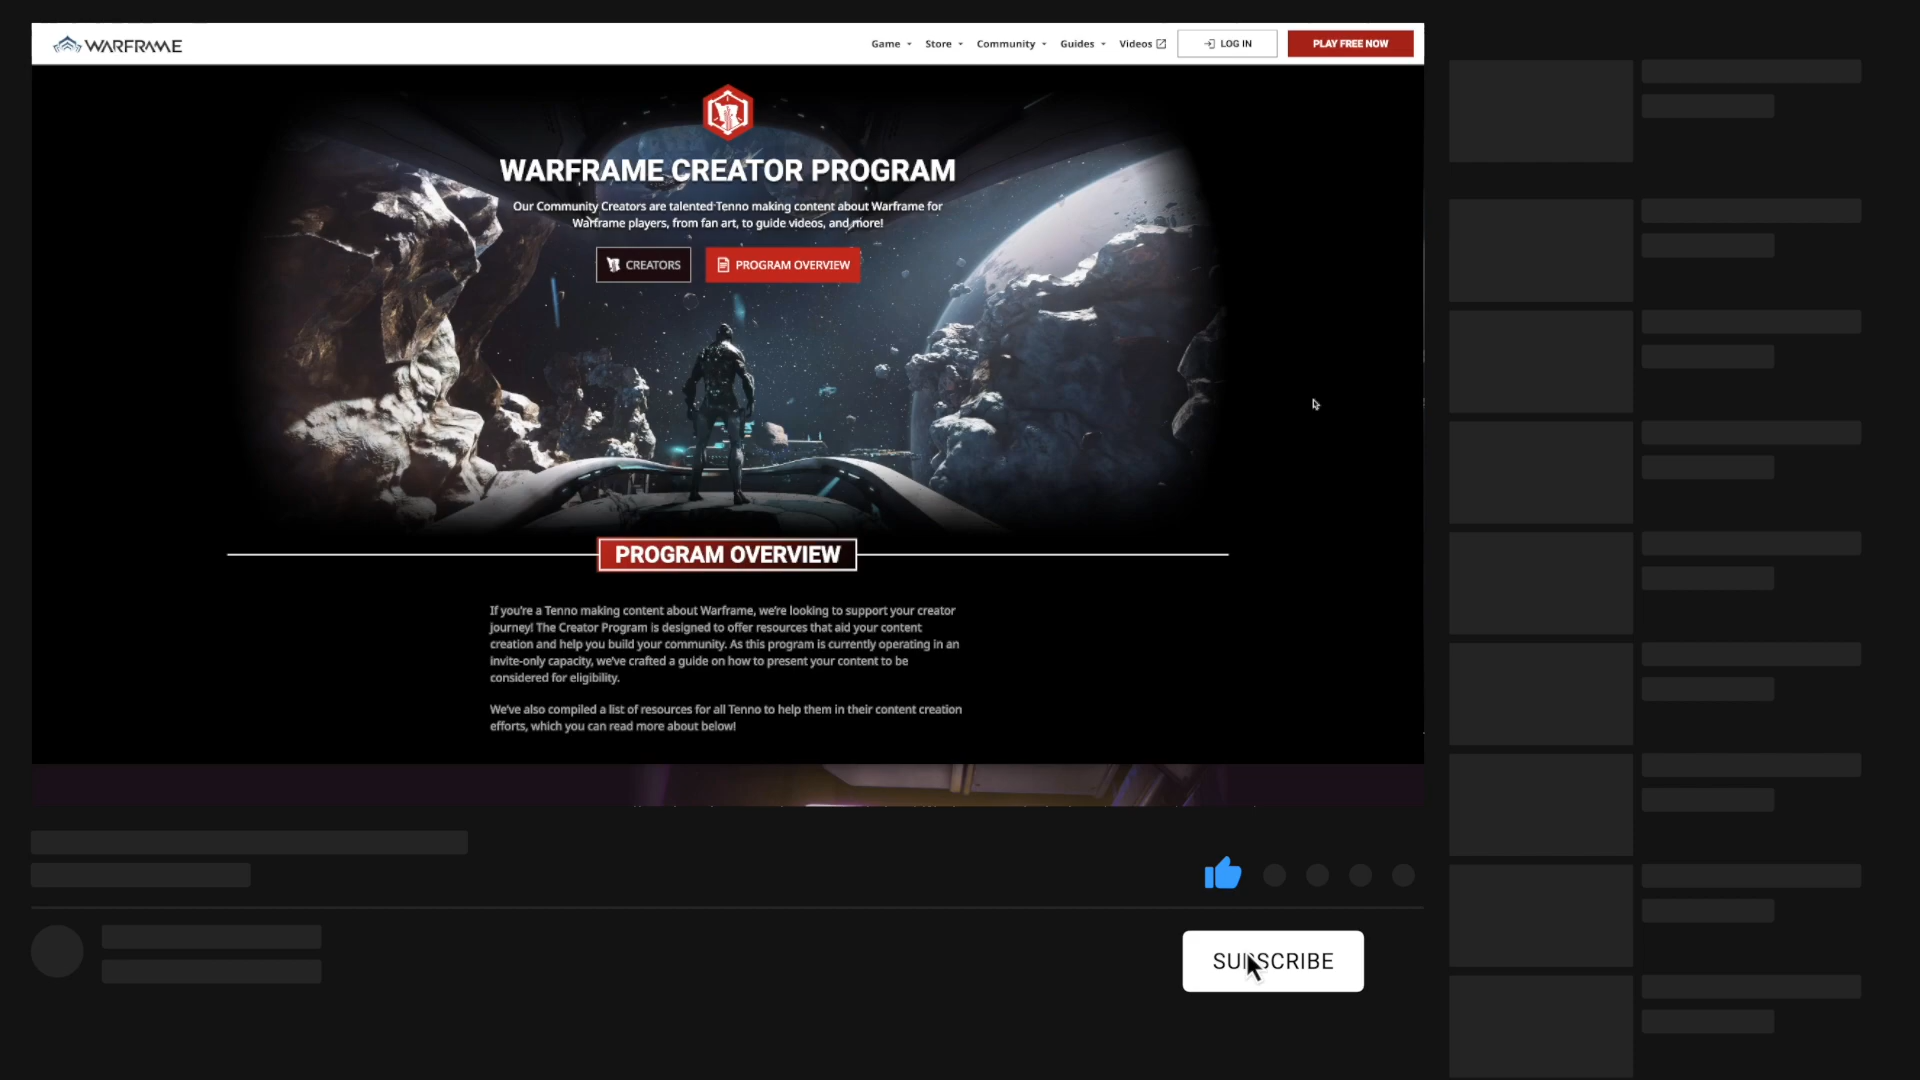 WARFRAME
Game Store Community Guides Videos LOG IN PLAY FREE NOW
WARFRAME CREATOR PROGRAM
Our Community Creators are talented Tenno making content about Warframe for
Warframe players, from fan art, to guide videos, and more!
CREATORS PROGRAM OVERVIEW
PROGRAM OVERVIEW
If you're a Tenno making content about Warframe, we're looking to support your creator
journey! The Creator Program is designed to offer resources that aid your content
creation and help you build your community. As this program is currently operating in an
invite-only capacity, we've crafted a guide on how to present your content to be
considered for eligibility.
We've also compiled a list of resources for all Tenno to help them in their content creation
efforts, which you can read more about below!
SUBSCRIBE